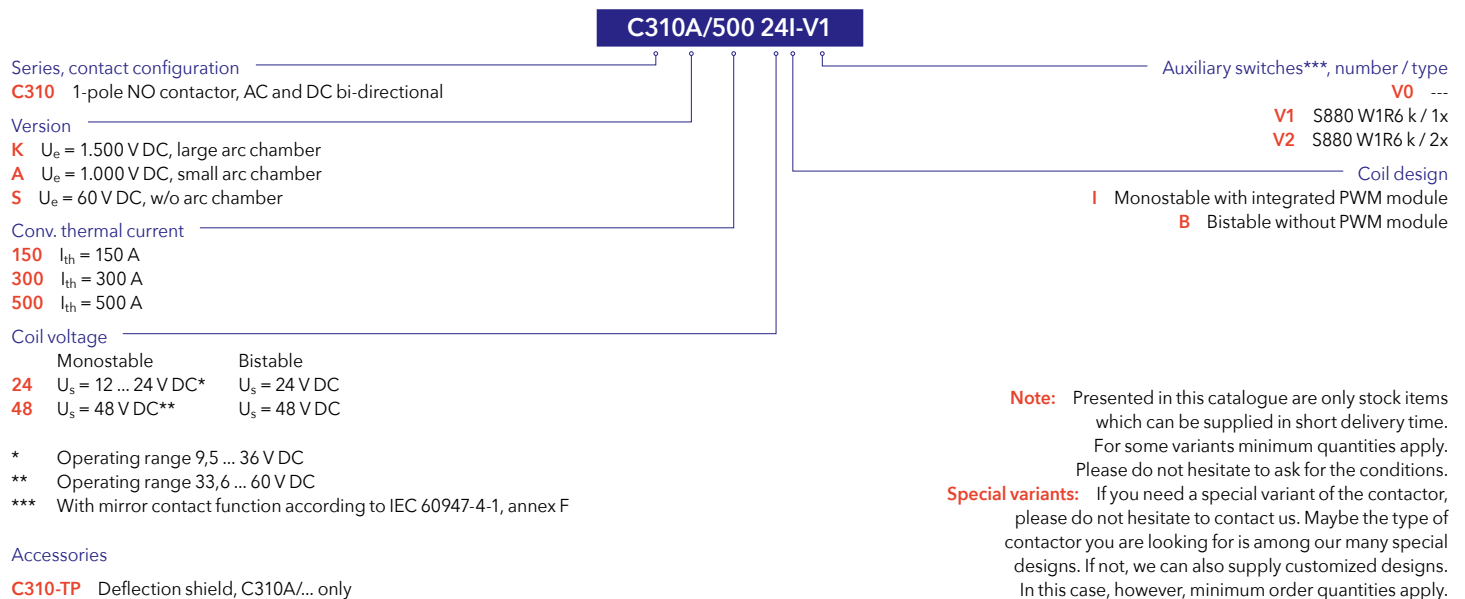 C310A/500 24I-V1
Series, contact configuration
C310 1-pole NO contactor, AC and DC bi-directional
Version
K Ue = 1.500 V DC, large arc chamber
A Ue = 1.000 V DC, small arc chamber
S Ue = 60 V DC, w/o arc chamber
Conv. thermal current
150 Ith = 150 A
300 Ith = 300 A
500 Ith = 500 A
Coil voltage
Monostable Bistable
24 Us = 12 ... 24 V DC* Us = 24 V DC
48 Us = 48 V DC** Us = 48 V DC
* Operating range 9,5 ... 36 V DC
** Operating range 33,6 ... 60 V DC
*** With mirror contact function according to IEC 60947-4-1, annex F
Accessories
C310-TP Deflection shield, C310A/... only
Auxiliary switches***, number / type
V0 ---
V1 S880 W1R6 k / 1x
V2 S880 W1R6 k / 2x
Coil design
I Monostable with integrated PWM module
B Bistable without PWM module
Note: Presented in this catalogue are only stock items
which can be supplied in short delivery time.
For some variants minimum quantities apply.
Please do not hesitate to ask for the conditions.
Special variants: If you need a special variant of the contactor,
please do not hesitate to contact us. Maybe the type of
contactor you are looking for is among our many special
designs. If not, we can also supply customized designs.
In this case, however, minimum order quantities apply.